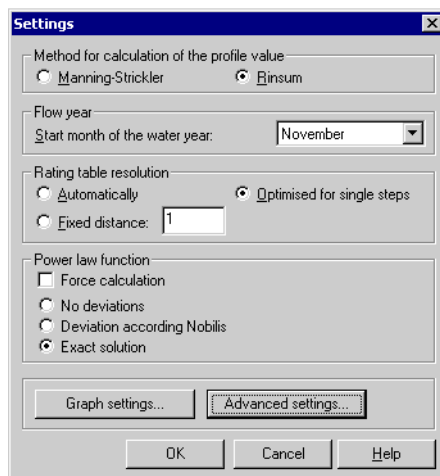 Settings
Method for calculation of the profile value
Manning-Strickler Rinsum
Flow year
Start month of the water year: November
Rating table resolution
Automatically Optimised for single steps
Fixed distance: 1
Power law function
Force calculation
No deviations
Deviation according Nobilis
Exact solution
Graph settings... Advanced settings...
OK Cancel Help